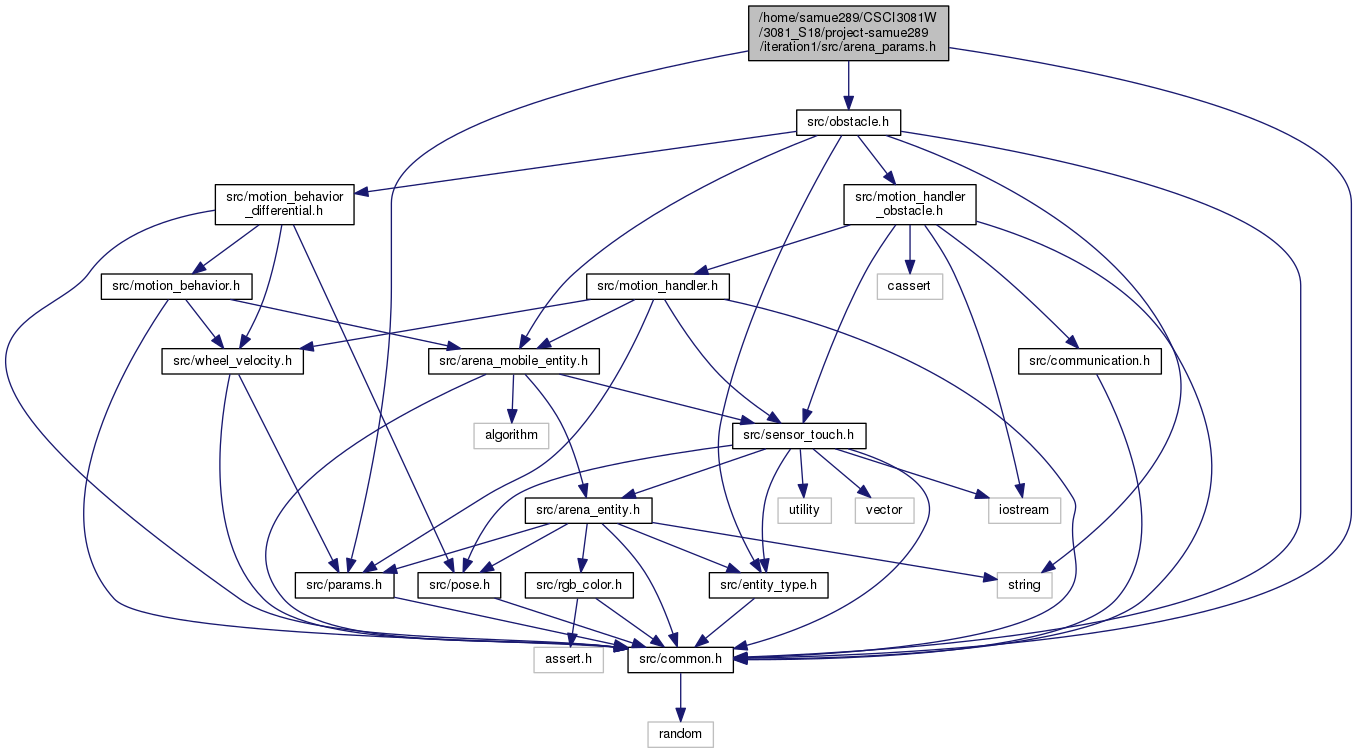 /home/samue289/CSCI3081W
/3081_S18/project-samue289
/iteration1/src/arena_params.h
src/obstacle.h
src/motion_behavior
_differential.h
src/motion_handler
_obstacle.h
src/motion_behavior.h
src/motion_handler.h
cassert
src/wheel_velocity.h
src/arena_mobile_entity.h
src/communication.h
algorithm
src/sensor_touch.h
src/arena_entity.h
utility
vector
iostream
src/params.h
src/pose.h
src/rgb_color.h
src/entity_type.h
string
assert.h
src/common.h
random